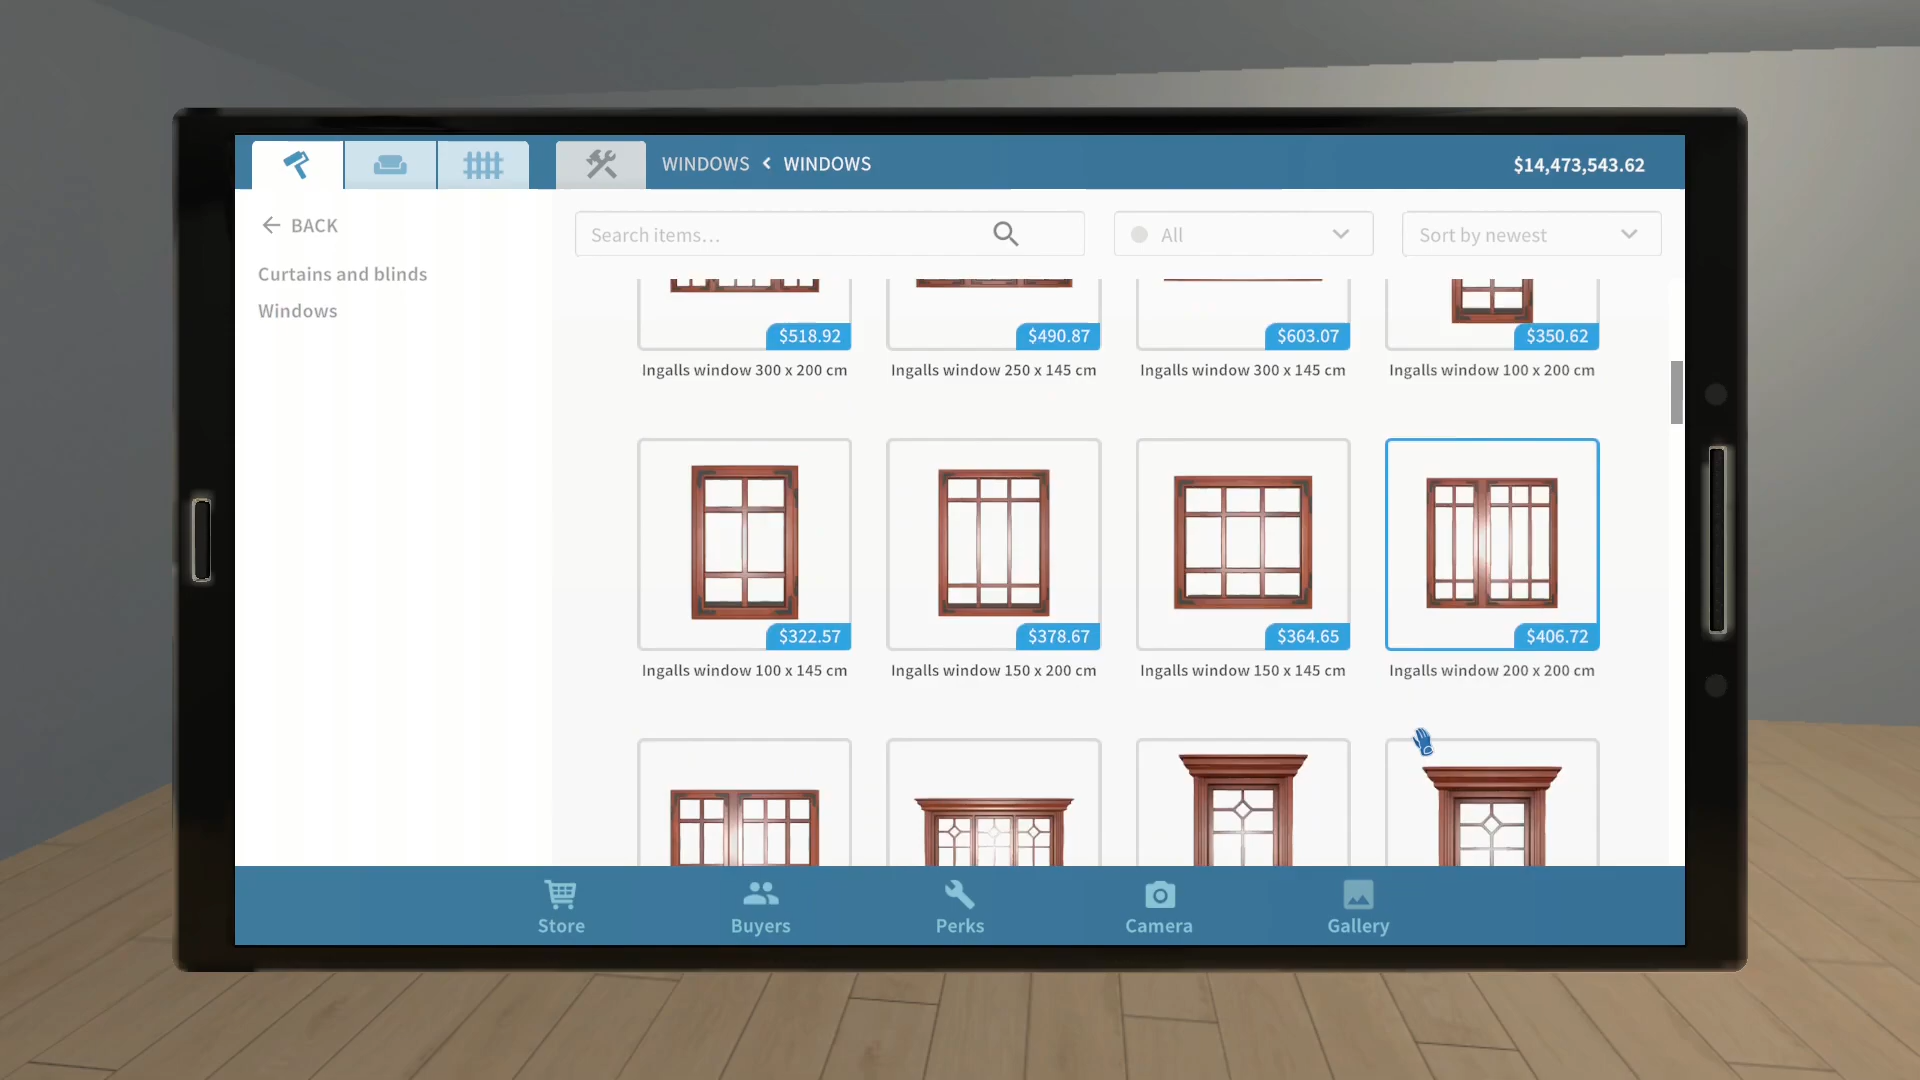 WINDOWS < WINDOWS
$14,473,543.62
BACK
Curtains and blinds
Windows
Search items...
All
Sort by newest
$518.92
$490.87
$603.07
$350.62
Ingalls window 300 x 200 cm
Ingalls window 250 x 145 cm
Ingalls window 300 x 145 cm
Ingalls window 100 x 200 cm
$322.57
$378.67
$364.65
$406.72
Ingalls window 100 x 145 cm
Ingalls window 150 x 200 cm
Ingalls window 150 x 145 cm
Ingalls window 200 x 200 cm
Store
Buyers
Perks
Camera
Gallery